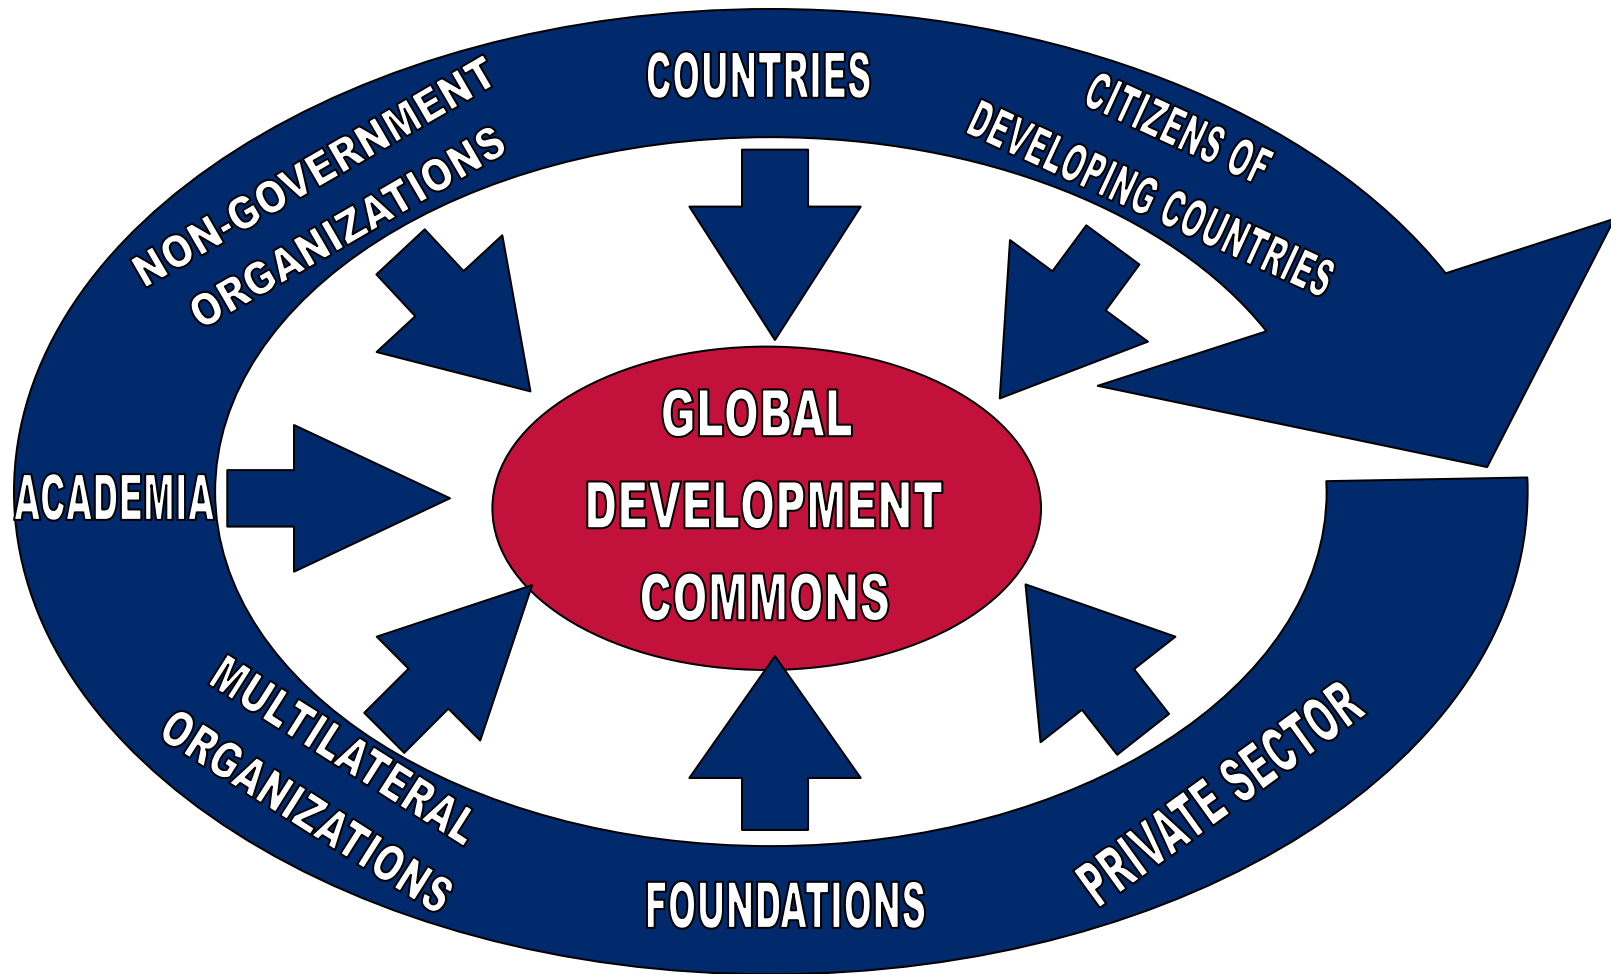 COUNTRIES
CITIZENS OF
DEVELOPING COUNTRIES
NON-GOVERNMENT
ORGANIZATIONS
GLOBAL
DEVELOPMENT
COMMONS
ACADEMIA
MULTILATERAL
ORGANIZATIONS
FOUNDATIONS
PRIVATE SECTOR